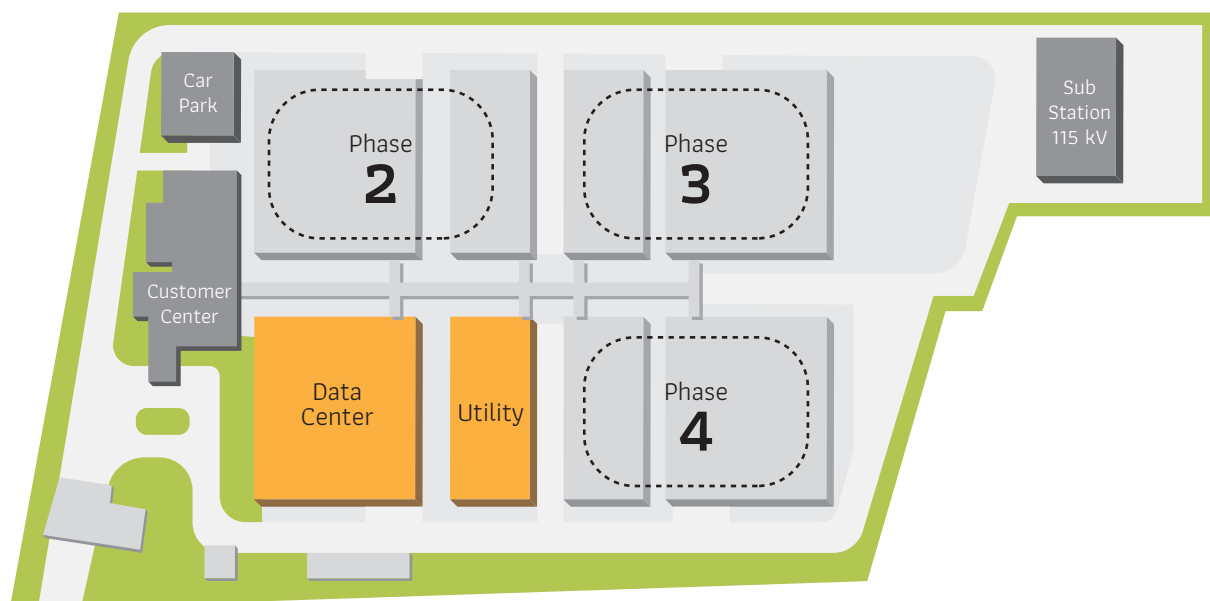 Car
Park
Phase
2
Phase
3
Sub
Station
115 kV
Customer
Center
Data
Center
Utility
Phase
4